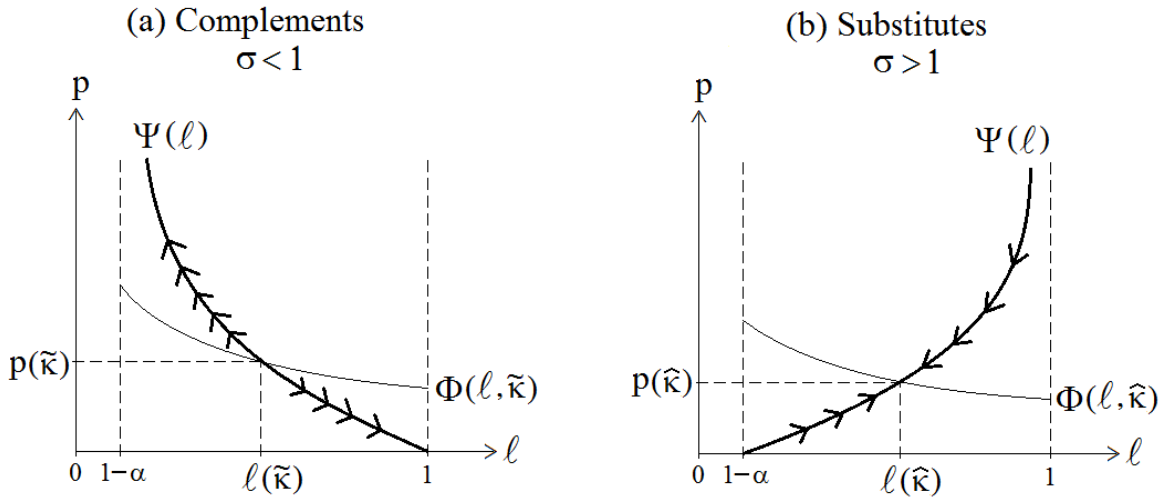 (a) Complements
σ < 1
p
Ψ(ℓ)
p(κ̃)
Φ(ℓ,κ̃)
0
1−α
ℓ(κ̃)
1
ℓ
(b) Substitutes
σ > 1
p
Ψ(ℓ)
p(κ̂)
Φ(ℓ,κ̂)
0
1−α
ℓ(κ̂)
1
ℓ